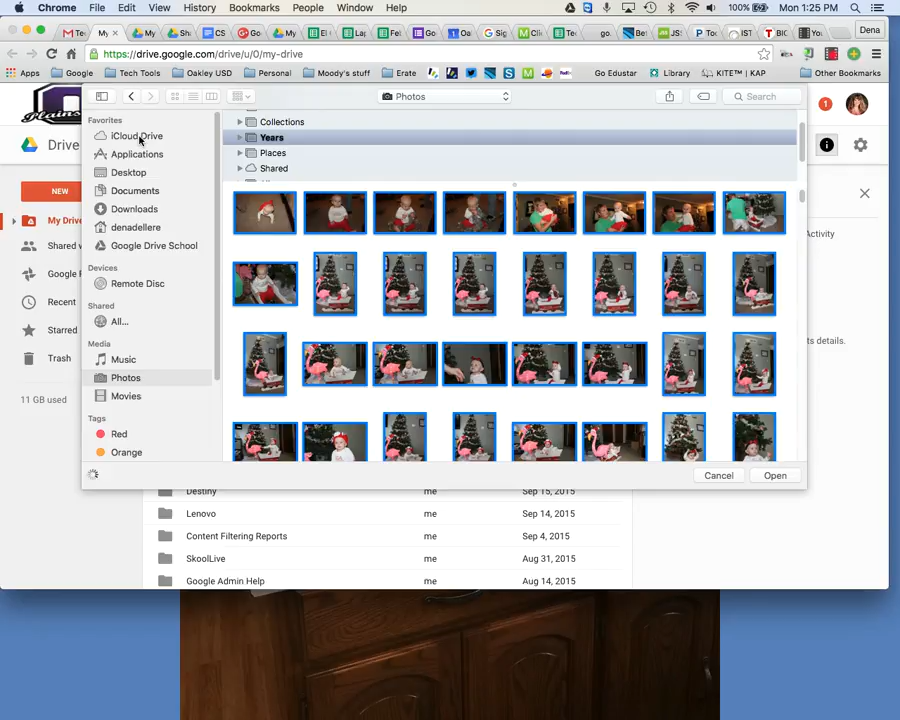 Chrome File Edit View History Bookmarks People Window Help 100% Mon 1:25 PM
Dena
https://drive.google.com/drive/u/0/my-drive
Apps Google Tech Tools Oakley USD Personal Moody's stuff Erate Go Edustar Library KITE™ | KAP Other Bookmarks
Photos
Search
Plains
1
Drive
NEW
My Drive
Shared w
Google F
Recent
Starred
Trash
11 GB used
Favorites
iCloud Drive
Applications
Desktop
Documents
Downloads
denadellere
Google Drive School
Devices
Remote Disc
Shared
All...
Media
Music
Photos
Movies
Tags
Red
Orange
Collections
Years
Places
Shared
Cancel Open
Activity
ts details.
Destiny me Sep 15, 2015
Lenovo me Sep 14, 2015
Content Filtering Reports me Sep 4, 2015
SkoolLive me Aug 31, 2015
Google Admin Help me Aug 14, 2015